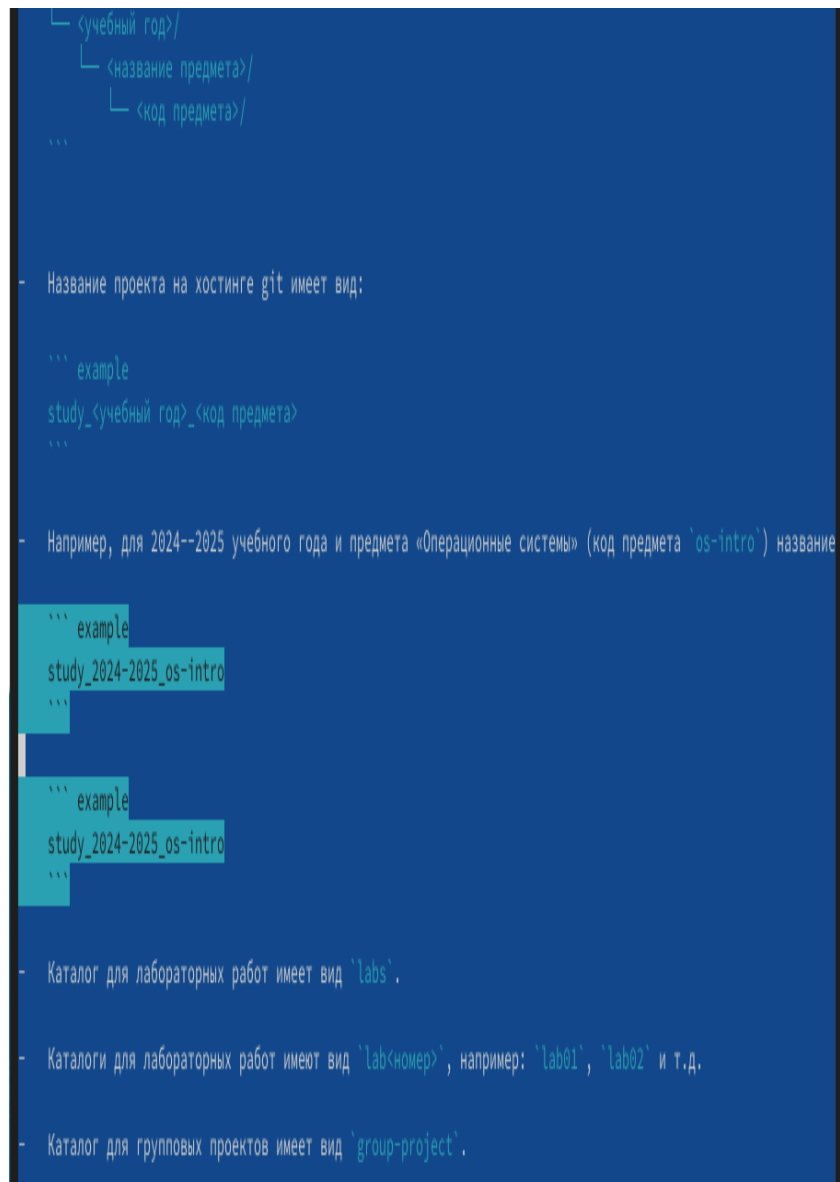 └── <учебный год>/
└── <название предмета>/
└── <код предмета>/
```
- Название проекта на хостинге git имеет вид:
``` example
study_<учебный год>_<код предмета>
```
- Например, для 2024--2025 учебного года и предмета «Операционные системы» (код предмета `os-intro`) название
``` example
study_2024-2025_os-intro
```
``` example
study_2024-2025_os-intro
```
- Каталог для лабораторных работ имеет вид `labs`.
- Каталоги для лабораторных работ имеют вид `lab<номер>`, например: `lab01`, `lab02` и т.д.
- Каталог для групповых проектов имеет вид `group-project`.